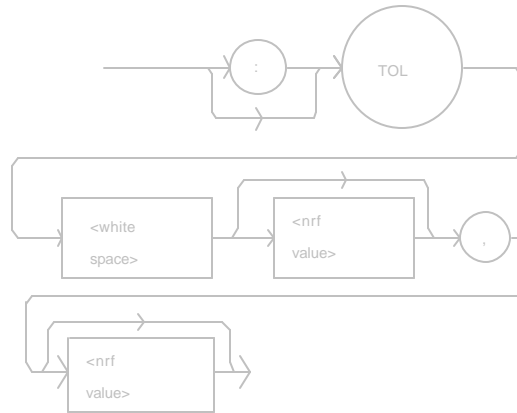 :
TOL
<white
space>
<nrf
value>
,
<nrf
value>